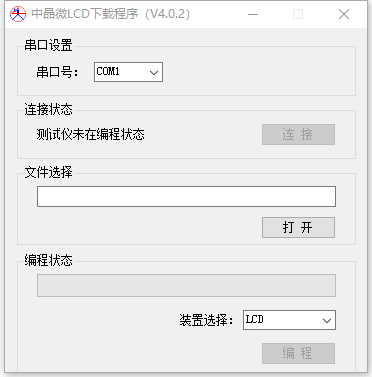 中晶微LCD下载程序（V4.0.2）
串口设置
串口号： COM1
连接状态
测试仪未在编程状态 连 接
文件选择
打 开
编程状态
装置选择： LCD
编 程